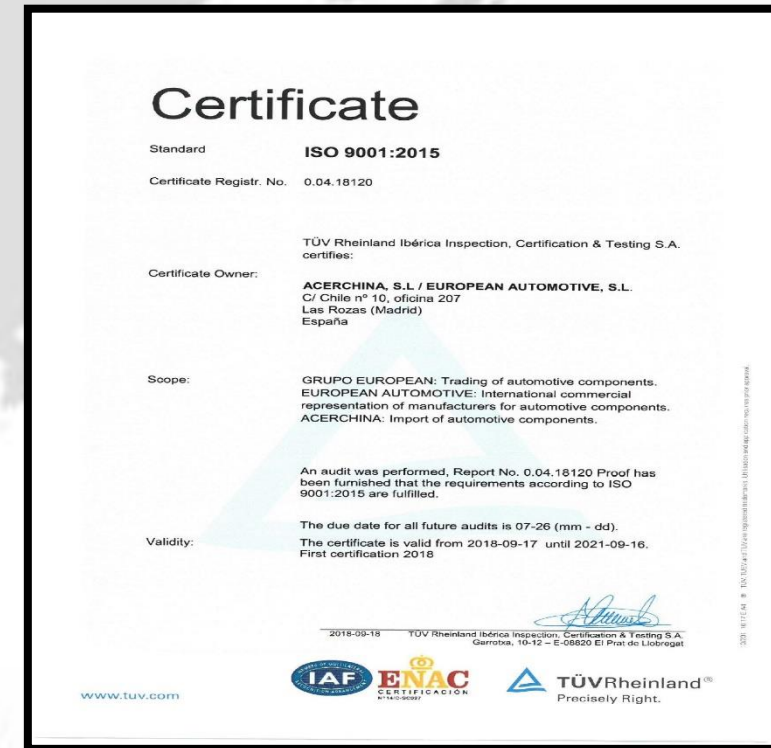 Certificate
Standard ISO 9001:2015
Certificate Registr. No. 0.04.18120
TÜV Rheinland Ibérica Inspection, Certification & Testing S.A.
certifies:
Certificate Owner:
ACERCHINA, S.L / EUROPEAN AUTOMOTIVE, S.L.
C/ Chile nº 10, oficina 207
Las Rozas (Madrid)
España
Scope: GRUPO EUROPEAN: Trading of automotive components.
EUROPEAN AUTOMOTIVE: International commercial
representation of manufacturers for automotive components.
ACERCHINA: Import of automotive components.
An audit was performed, Report No. 0.04.18120 Proof has
been furnished that the requirements according to ISO
9001:2015 are fulfilled.
The due date for all future audits is 07-26 (mm - dd).
Validity: The certificate is valid from 2018-09-17 until 2021-09-16.
First certification 2018
2018-09-18 TÜV Rheinland Ibérica Inspection, Certification & Testing S.A.
Garrotxa, 10-12 – E-08820 El Prat de Llobregat
www.tuv.com
IAF
ENAC
CERTIFICACIÓN
TÜVRheinland®
Precisely Right.